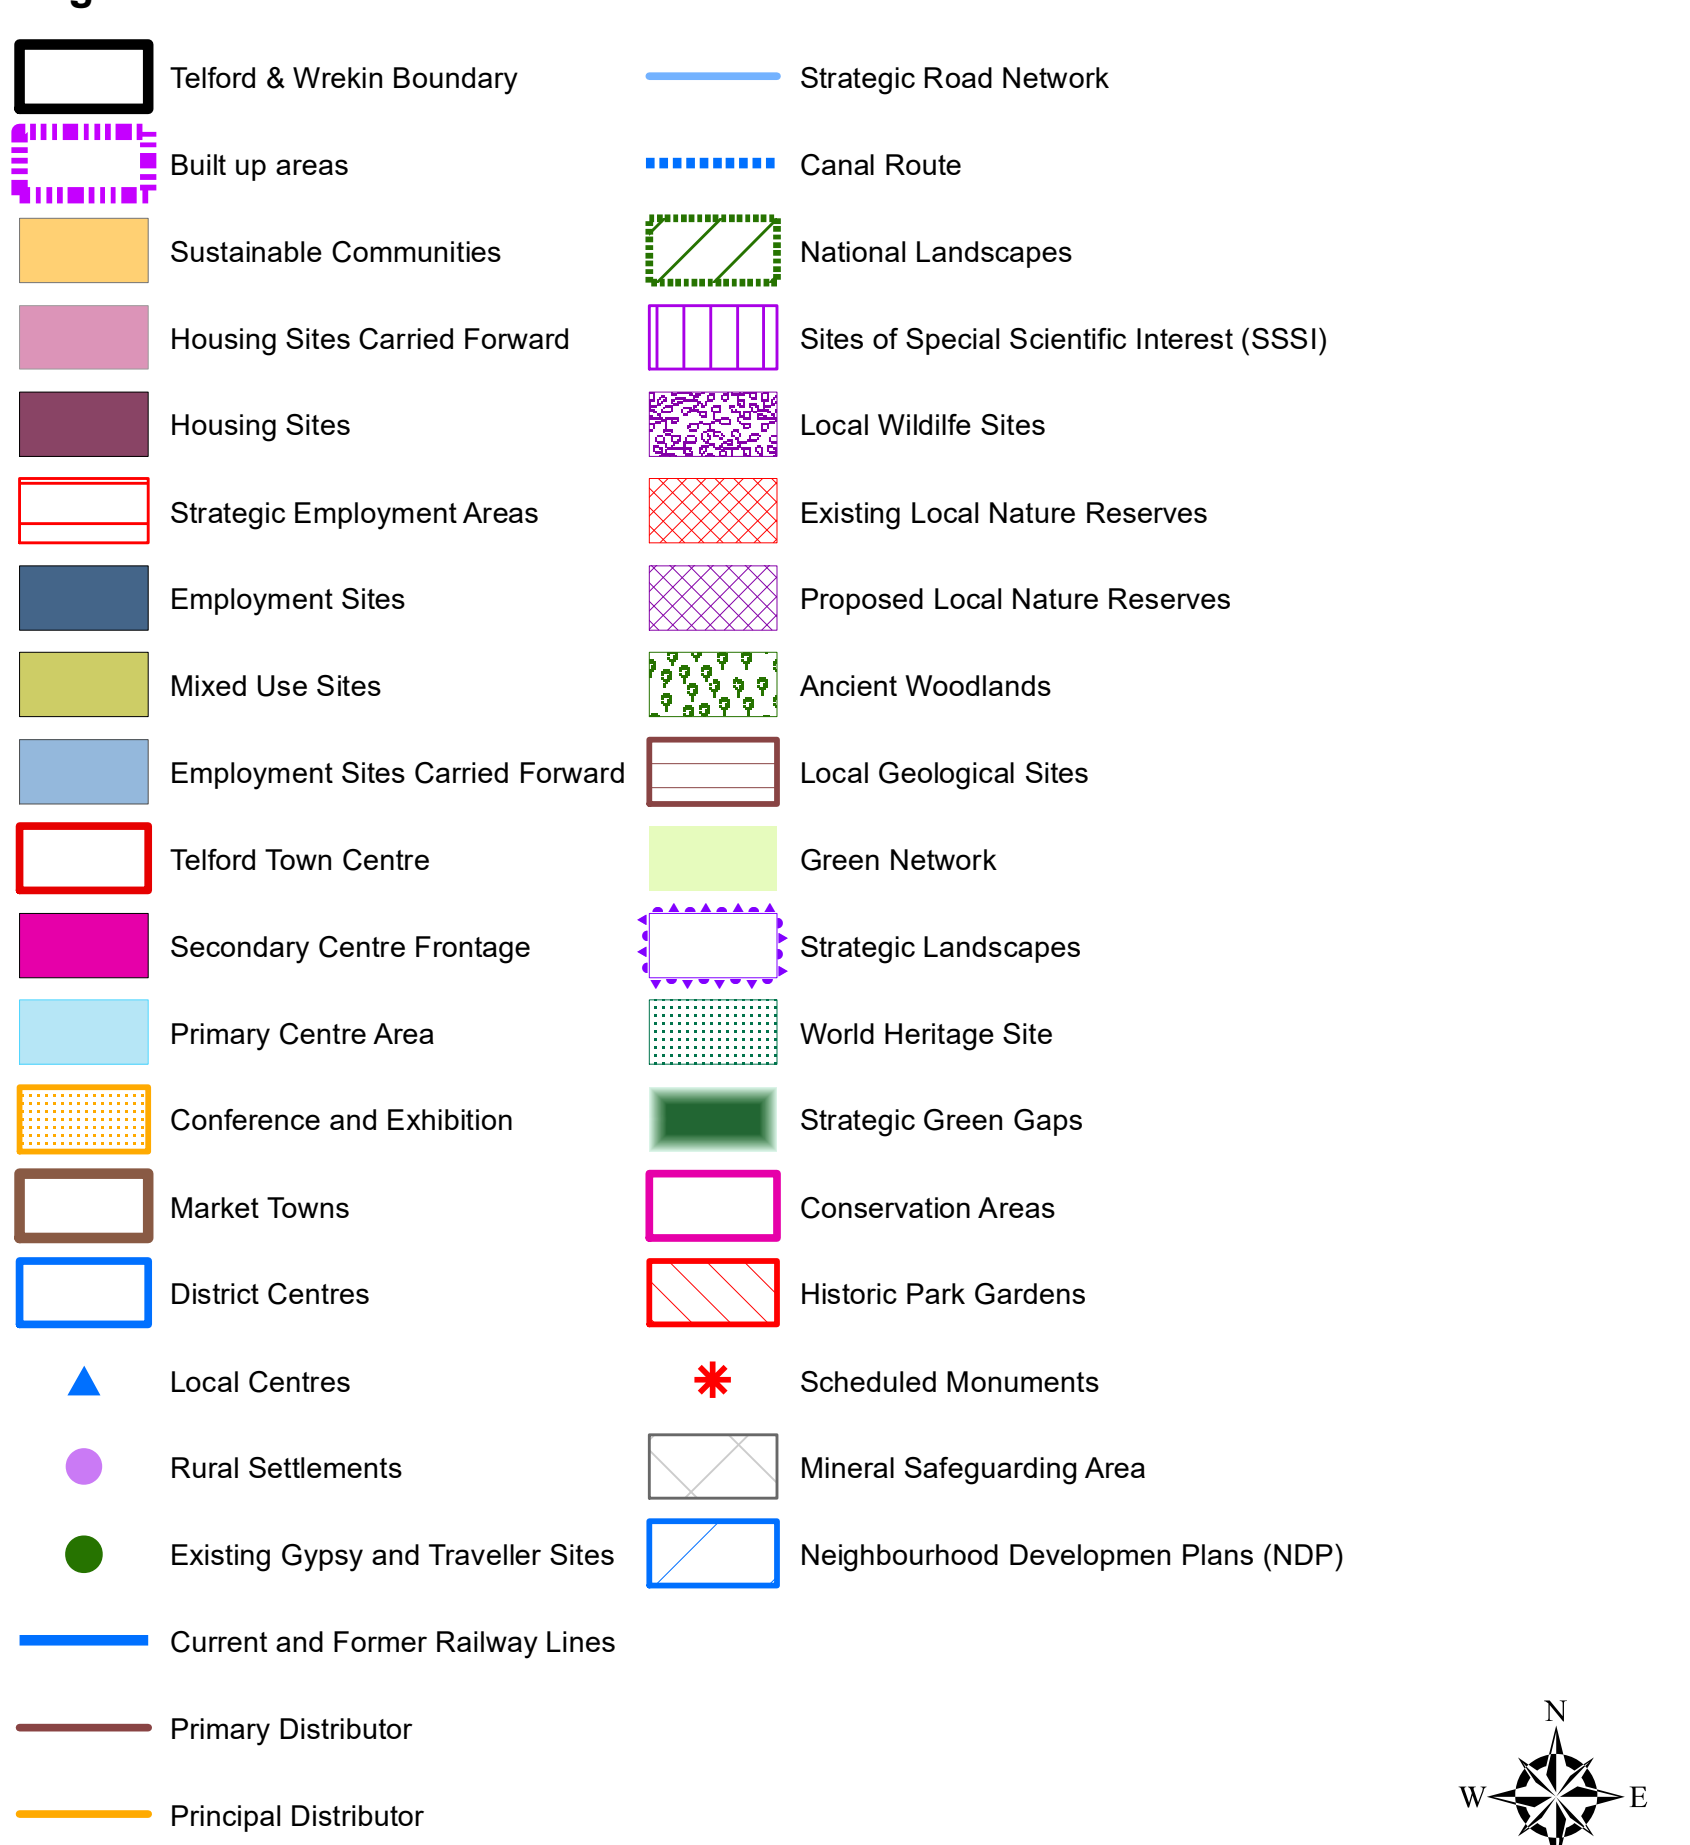 Telford & Wrekin Boundary
Built up areas
Sustainable Communities
Housing Sites Carried Forward
Housing Sites
Strategic Employment Areas
Employment Sites
Mixed Use Sites
Employment Sites Carried Forward
Telford Town Centre
Secondary Centre Frontage
Primary Centre Area
Conference and Exhibition
Market Towns
District Centres
Local Centres
Rural Settlements
Existing Gypsy and Traveller Sites
Current and Former Railway Lines
Primary Distributor
Principal Distributor
Strategic Road Network
Canal Route
National Landscapes
Sites of Special Scientific Interest (SSSI)
Local Wildilfe Sites
Existing Local Nature Reserves
Proposed Local Nature Reserves
Ancient Woodlands
Local Geological Sites
Green Network
Strategic Landscapes
World Heritage Site
Strategic Green Gaps
Conservation Areas
Historic Park Gardens
Scheduled Monuments
Mineral Safeguarding Area
Neighbourhood Developmen Plans (NDP)
N
W E